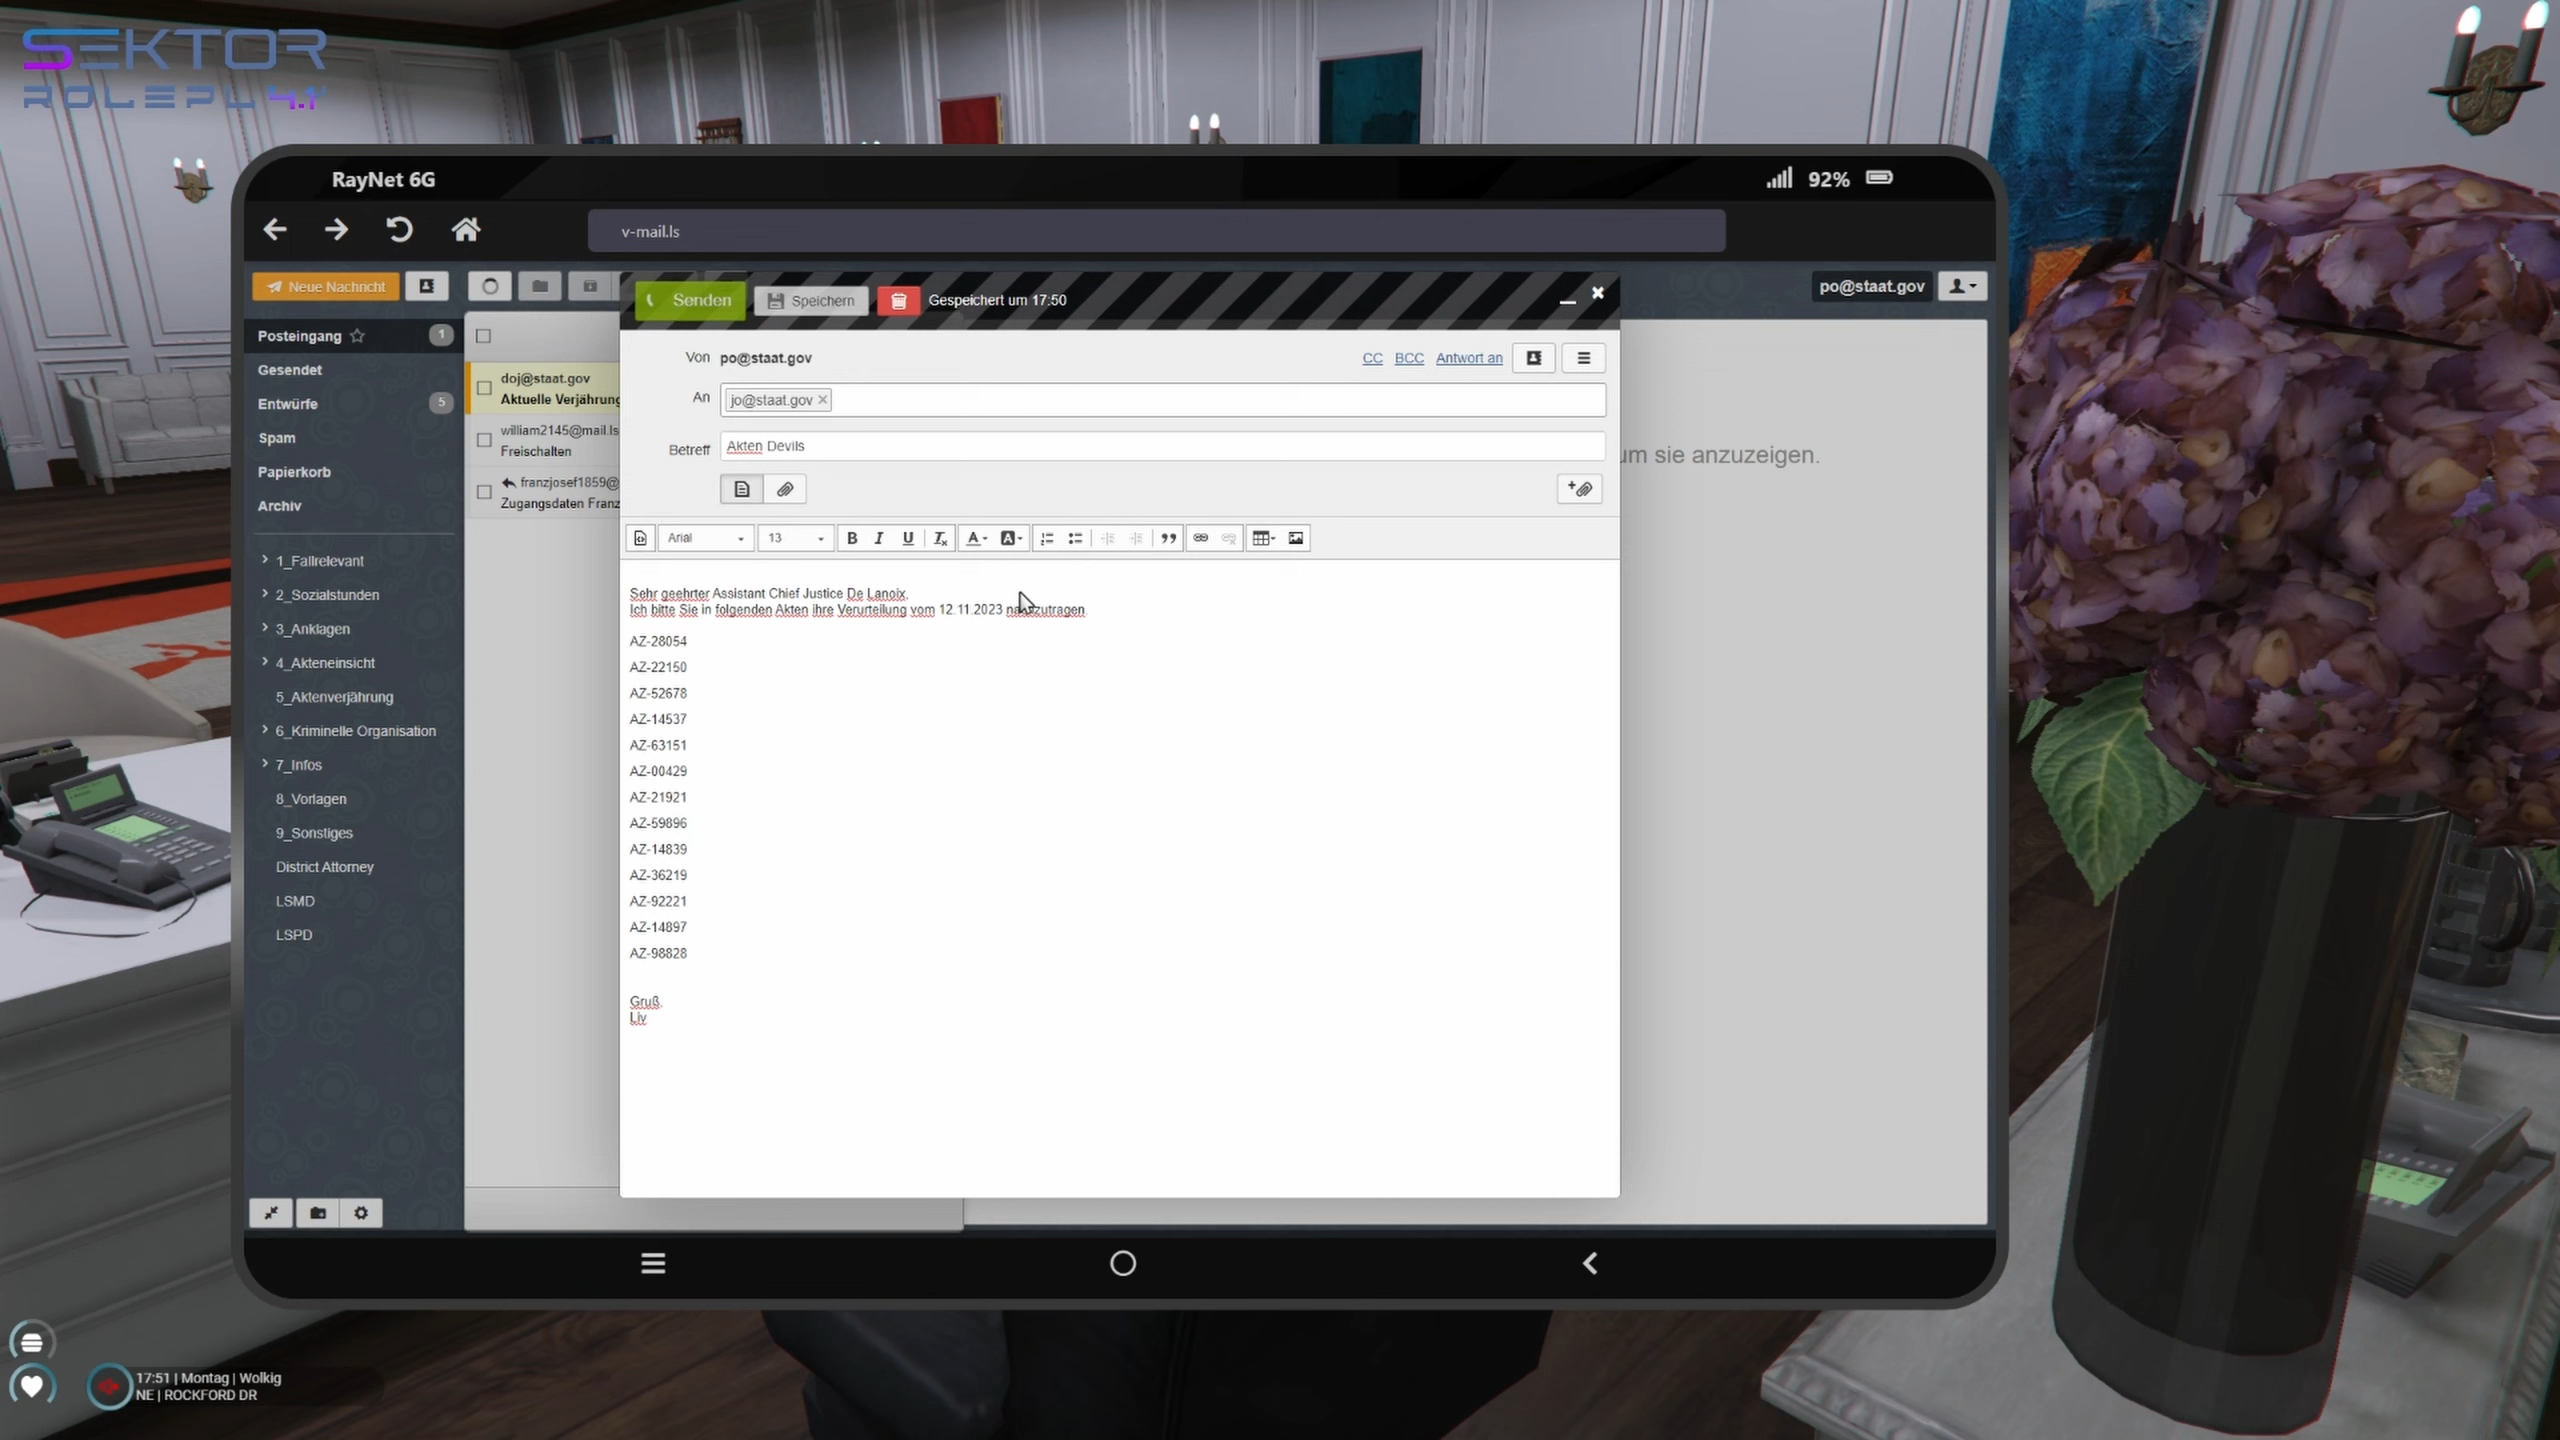 SEKTOR
ROLEPL 4.1
RayNet 6G
92%
v-mail.ls
Neue Nachricht
Senden
Speichern
Gespeichert um 17:50
po@staat.gov
Posteingang
1
Gesendet
Entwürfe
5
Spam
Papierkorb
Archiv
1_Fallrelevant
2_Sozialstunden
3_Anklagen
4_Akteneinsicht
5_Aktenverjährung
6_Kriminelle Organisation
7_Infos
8_Vorlagen
9_Sonstiges
District Attorney
LSMD
LSPD
doj@staat.gov
Aktuelle Verjährung
william2145@mail.ls
Freischalten
franzjosef1859@
Zugangsdaten Franz
Von po@staat.gov
CC BCC Antwort an
An jo@staat.gov
Betreff Akten Devils
um sie anzuzeigen.
Arial 13
Sehr geehrter Assistant Chief Justice De Lanoix,
Ich bitte Sie in folgenden Akten ihre Verurteilung vom 12.11.2023
AZ-28054
AZ-22150
AZ-52678
AZ-14537
AZ-63151
AZ-00429
AZ-21921
AZ-59896
AZ-14839
AZ-36219
AZ-92221
AZ-14897
AZ-98828
Gruß,
Liv
17:51 | Montag | Wolkig
NE | ROCKFORD DR